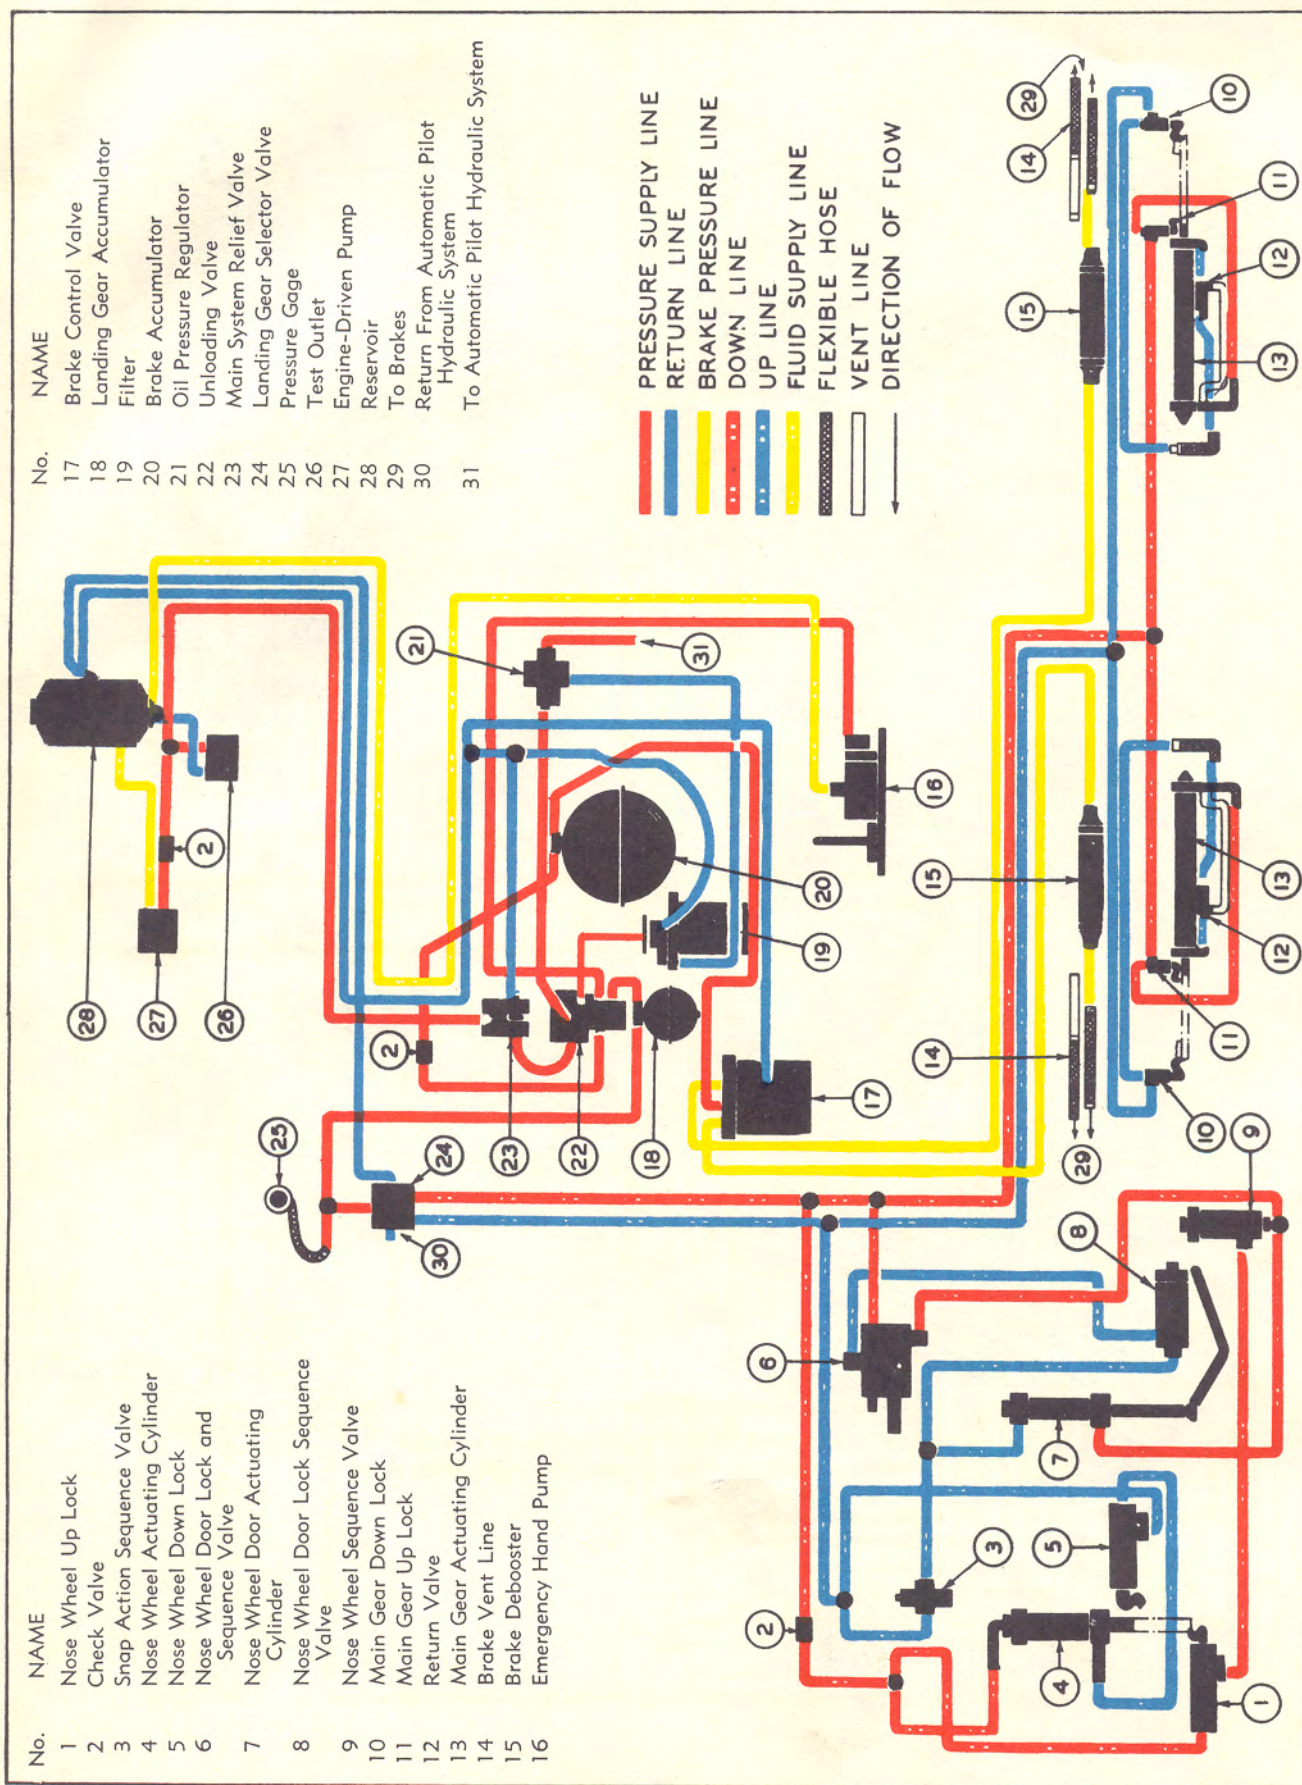 No. NAME
1 Nose Wheel Up Lock
2 Check Valve
3 Snap Action Sequence Valve
4 Nose Wheel Actuating Cylinder
5 Nose Wheel Down Lock
6 Nose Wheel Door Lock and
Sequence Valve
7 Nose Wheel Door Actuating
Cylinder
8 Nose Wheel Door Lock Sequence
Valve
9 Nose Wheel Sequence Valve
10 Main Gear Down Lock
11 Main Gear Up Lock
12 Return Valve
13 Main Gear Actuating Cylinder
14 Brake Vent Line
15 Brake Debooster
16 Emergency Hand Pump
No. NAME
17 Brake Control Valve
18 Landing Gear Accumulator
19 Filter
20 Brake Accumulator
21 Oil Pressure Regulator
22 Unloading Valve
23 Main System Relief Valve
24 Landing Gear Selector Valve
25 Pressure Gage
26 Test Outlet
27 Engine-Driven Pump
28 Reservoir
29 To Brakes
30 Return From Automatic Pilot
Hydraulic System
31 To Automatic Pilot Hydraulic System
PRESSURE SUPPLY LINE
RETURN LINE
BRAKE PRESSURE LINE
DOWN LINE
UP LINE
FLUID SUPPLY LINE
FLEXIBLE HOSE
VENT LINE
DIRECTION OF FLOW
28
27
26
2
25
2
24
30
23
22
18
17
21
31
20
19
16
6
8
9
7
3
5
2
4
1
14
29
15
10
11
12
13
14
29
15
10
11
12
13